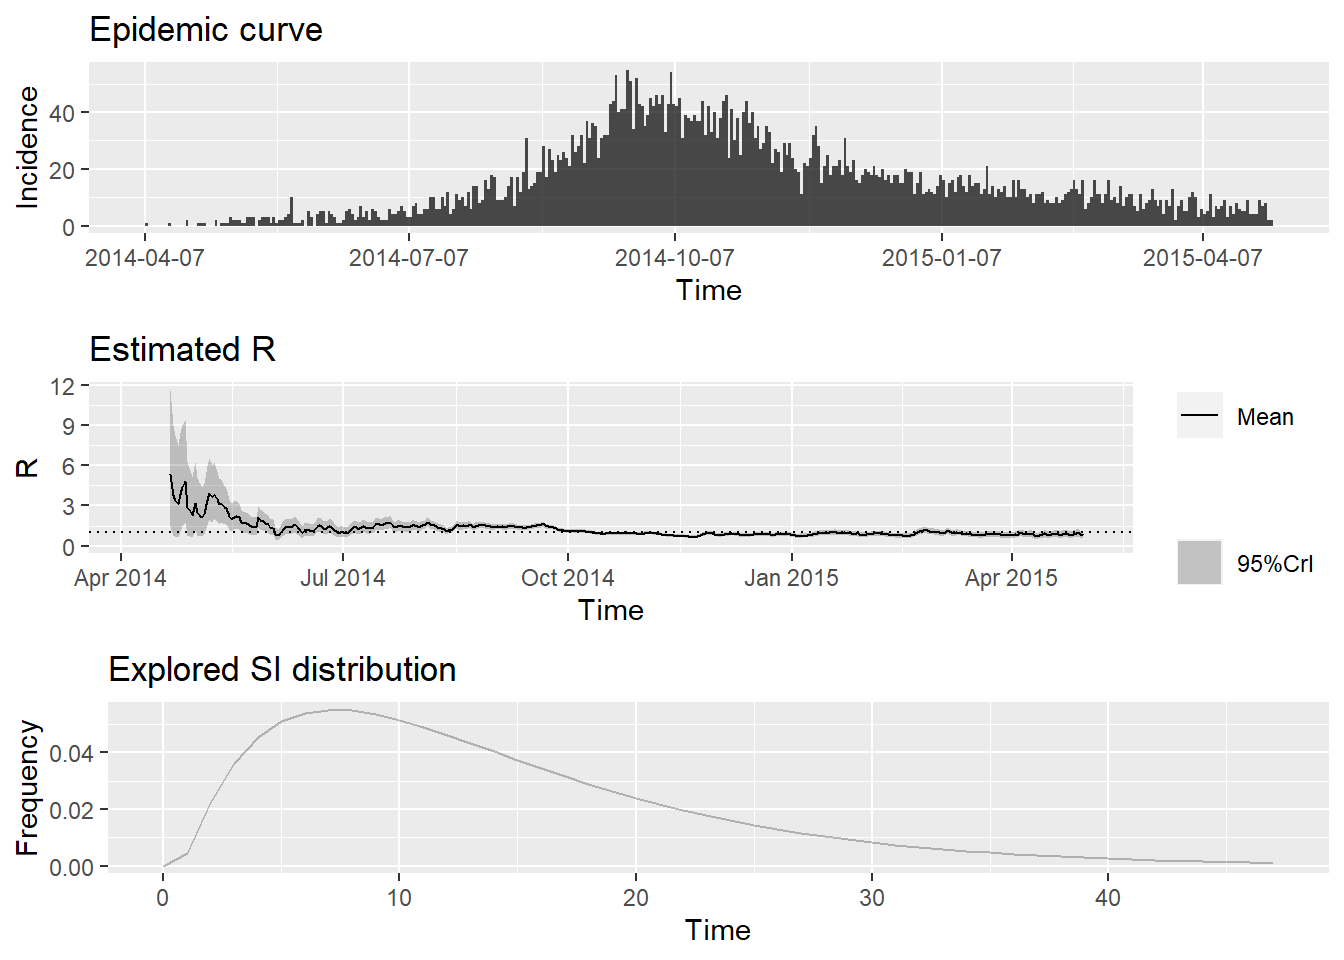 Epidemic curve
Incidence
40
20
0
2014-04-07 2014-07-07 2014-10-07 2015-01-07 2015-04-07
Time
Estimated R
R
12
9
6
3
0
Apr 2014 Jul 2014 Oct 2014 Jan 2015 Apr 2015
Time
Mean
95%CrI
Explored SI distribution
Frequency
0.04
0.02
0.00
0 10 20 30 40
Time